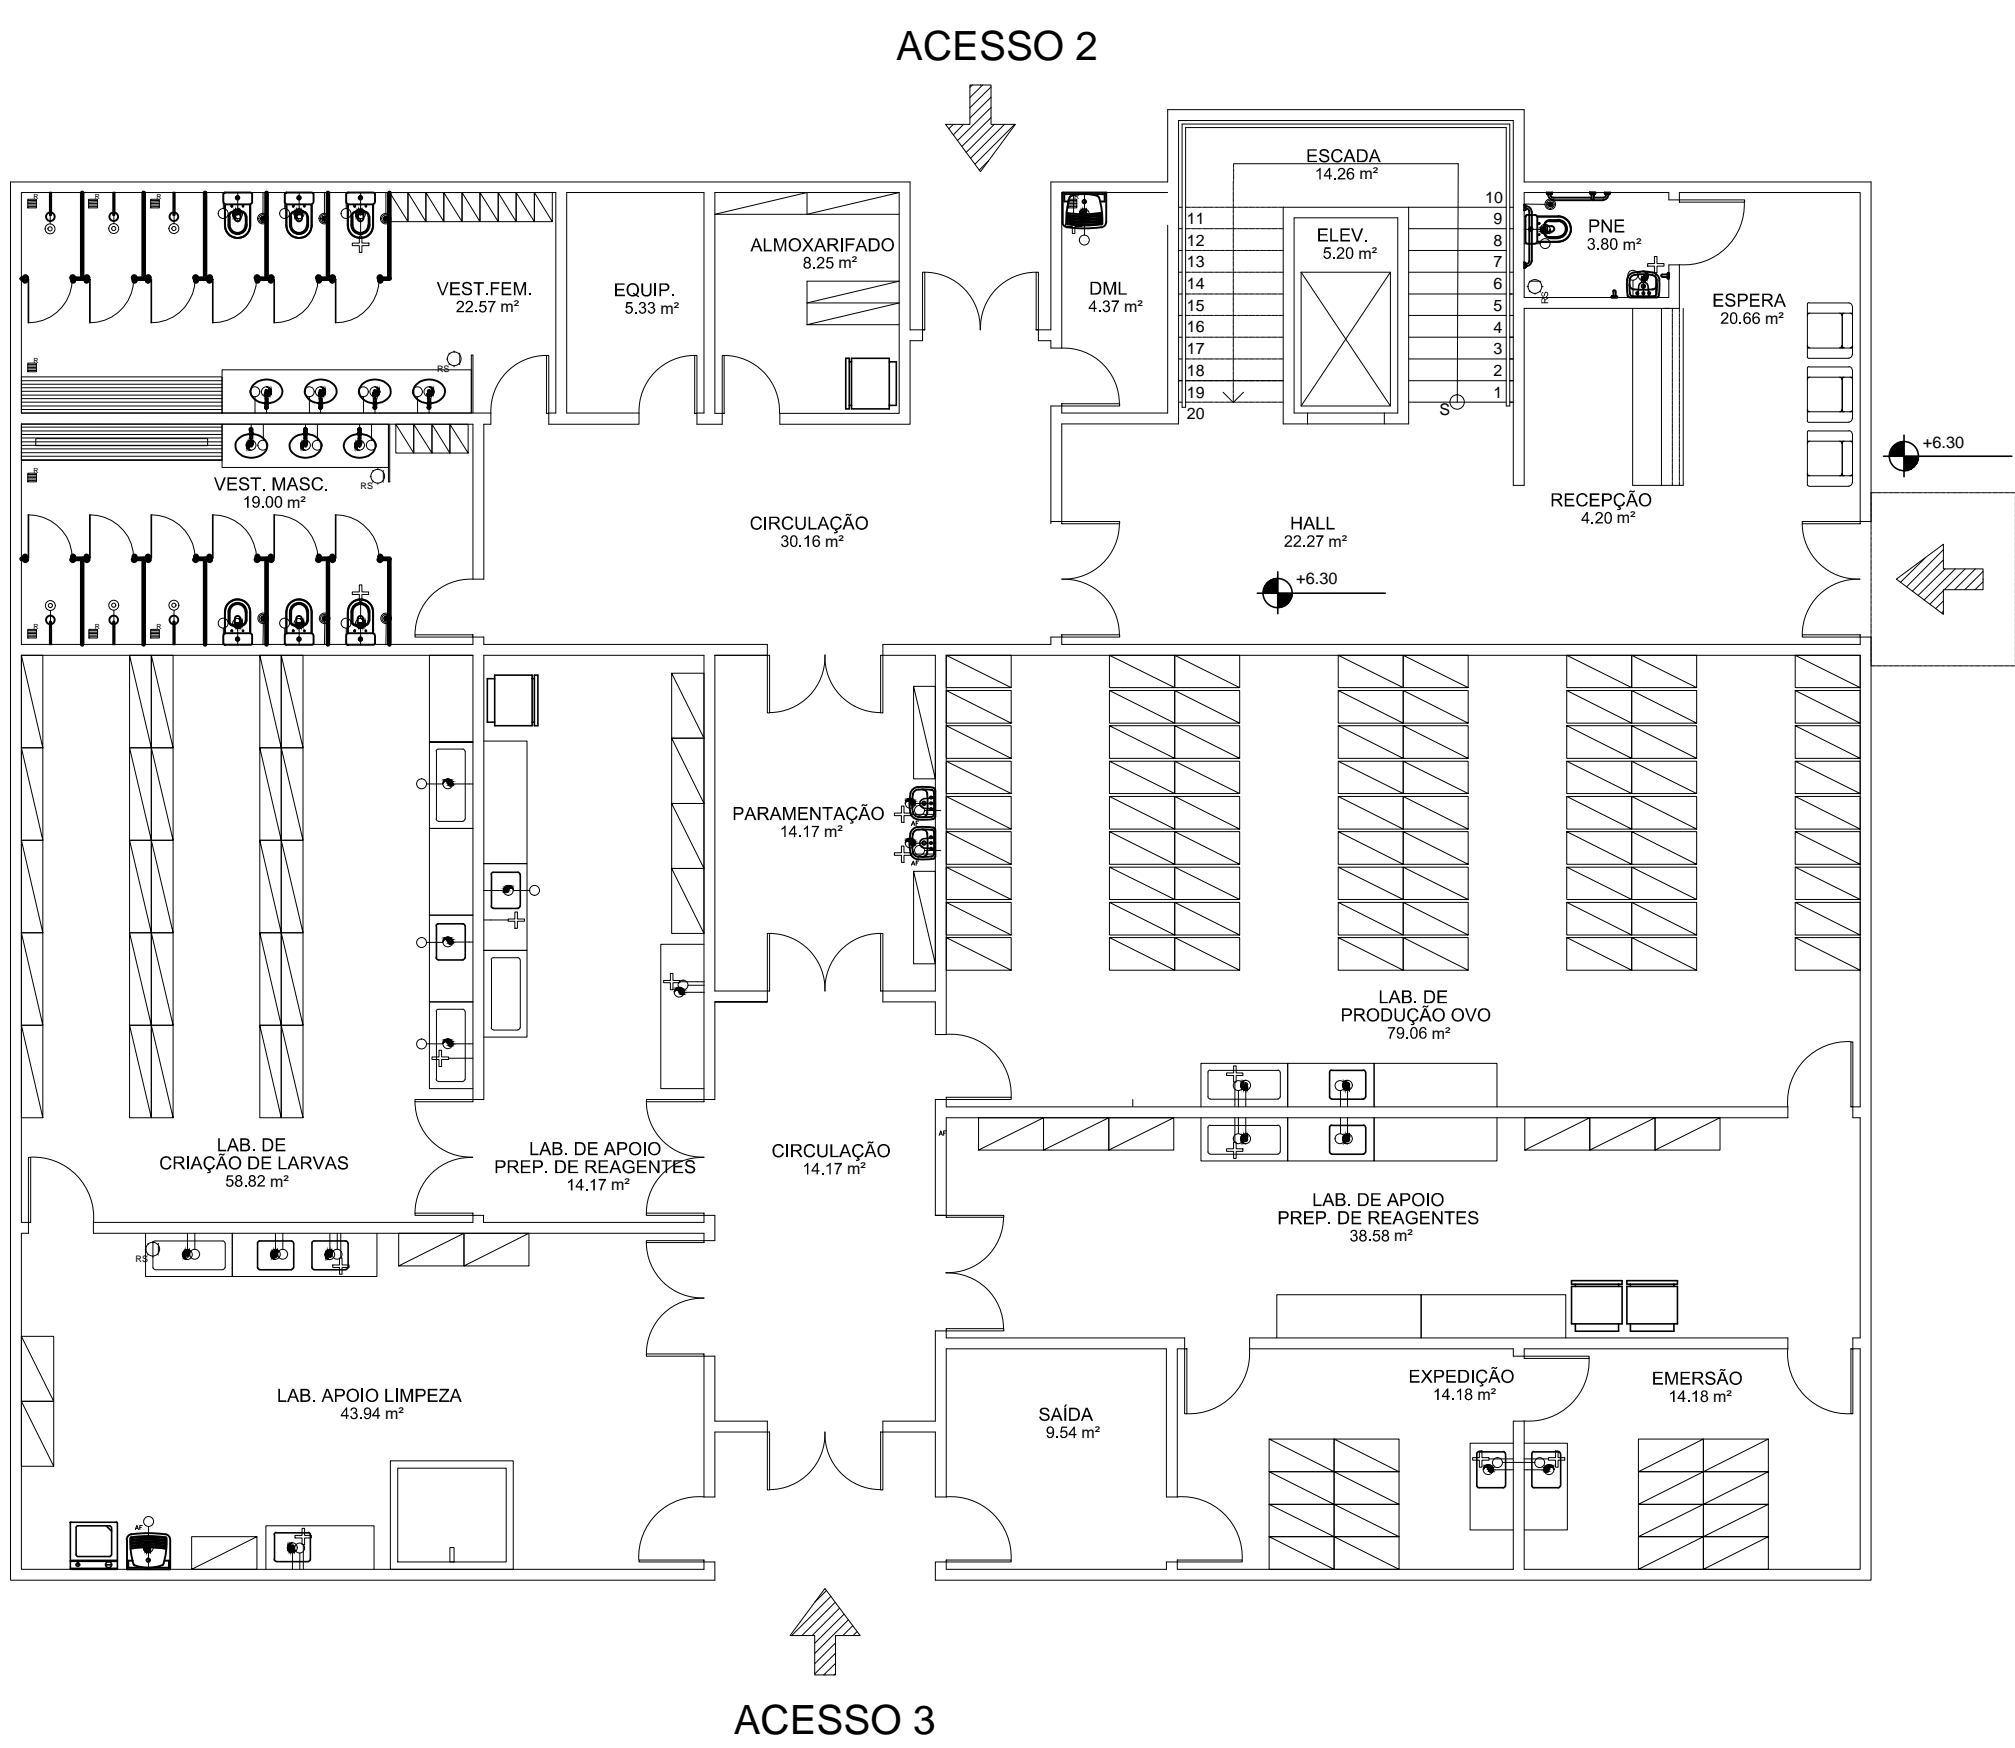 ACESSO 2
ESCADA
14.26 m²
10
11
9
12
8
13
7
14
6
15
5
16
4
17
3
18
2
19
1
20
S
ELEV.
5.20 m²
PNE
3.80 m²
RS
ESPERA
20.66 m²
ALMOXARIFADO
8.25 m²
VEST.FEM.
22.57 m²
EQUIP.
5.33 m²
DML
4.37 m²
RS
+6.30
VEST. MASC.
19.00 m²
RS
RECEPÇÃO
4.20 m²
CIRCULAÇÃO
30.16 m²
HALL
22.27 m²
+6.30
PARAMENTAÇÃO
14.17 m²
AF
AF
LAB. DE
PRODUÇÃO OVO
79.06 m²
LAB. DE
CRIAÇÃO DE LARVAS
58.82 m²
LAB. DE APOIO
PREP. DE REAGENTES
14.17 m²
CIRCULAÇÃO
14.17 m²
AF
LAB. DE APOIO
PREP. DE REAGENTES
38.58 m²
RS
LAB. APOIO LIMPEZA
43.94 m²
AF
SAÍDA
9.54 m²
EXPEDIÇÃO
14.18 m²
EMERSÃO
14.18 m²
ACESSO 3